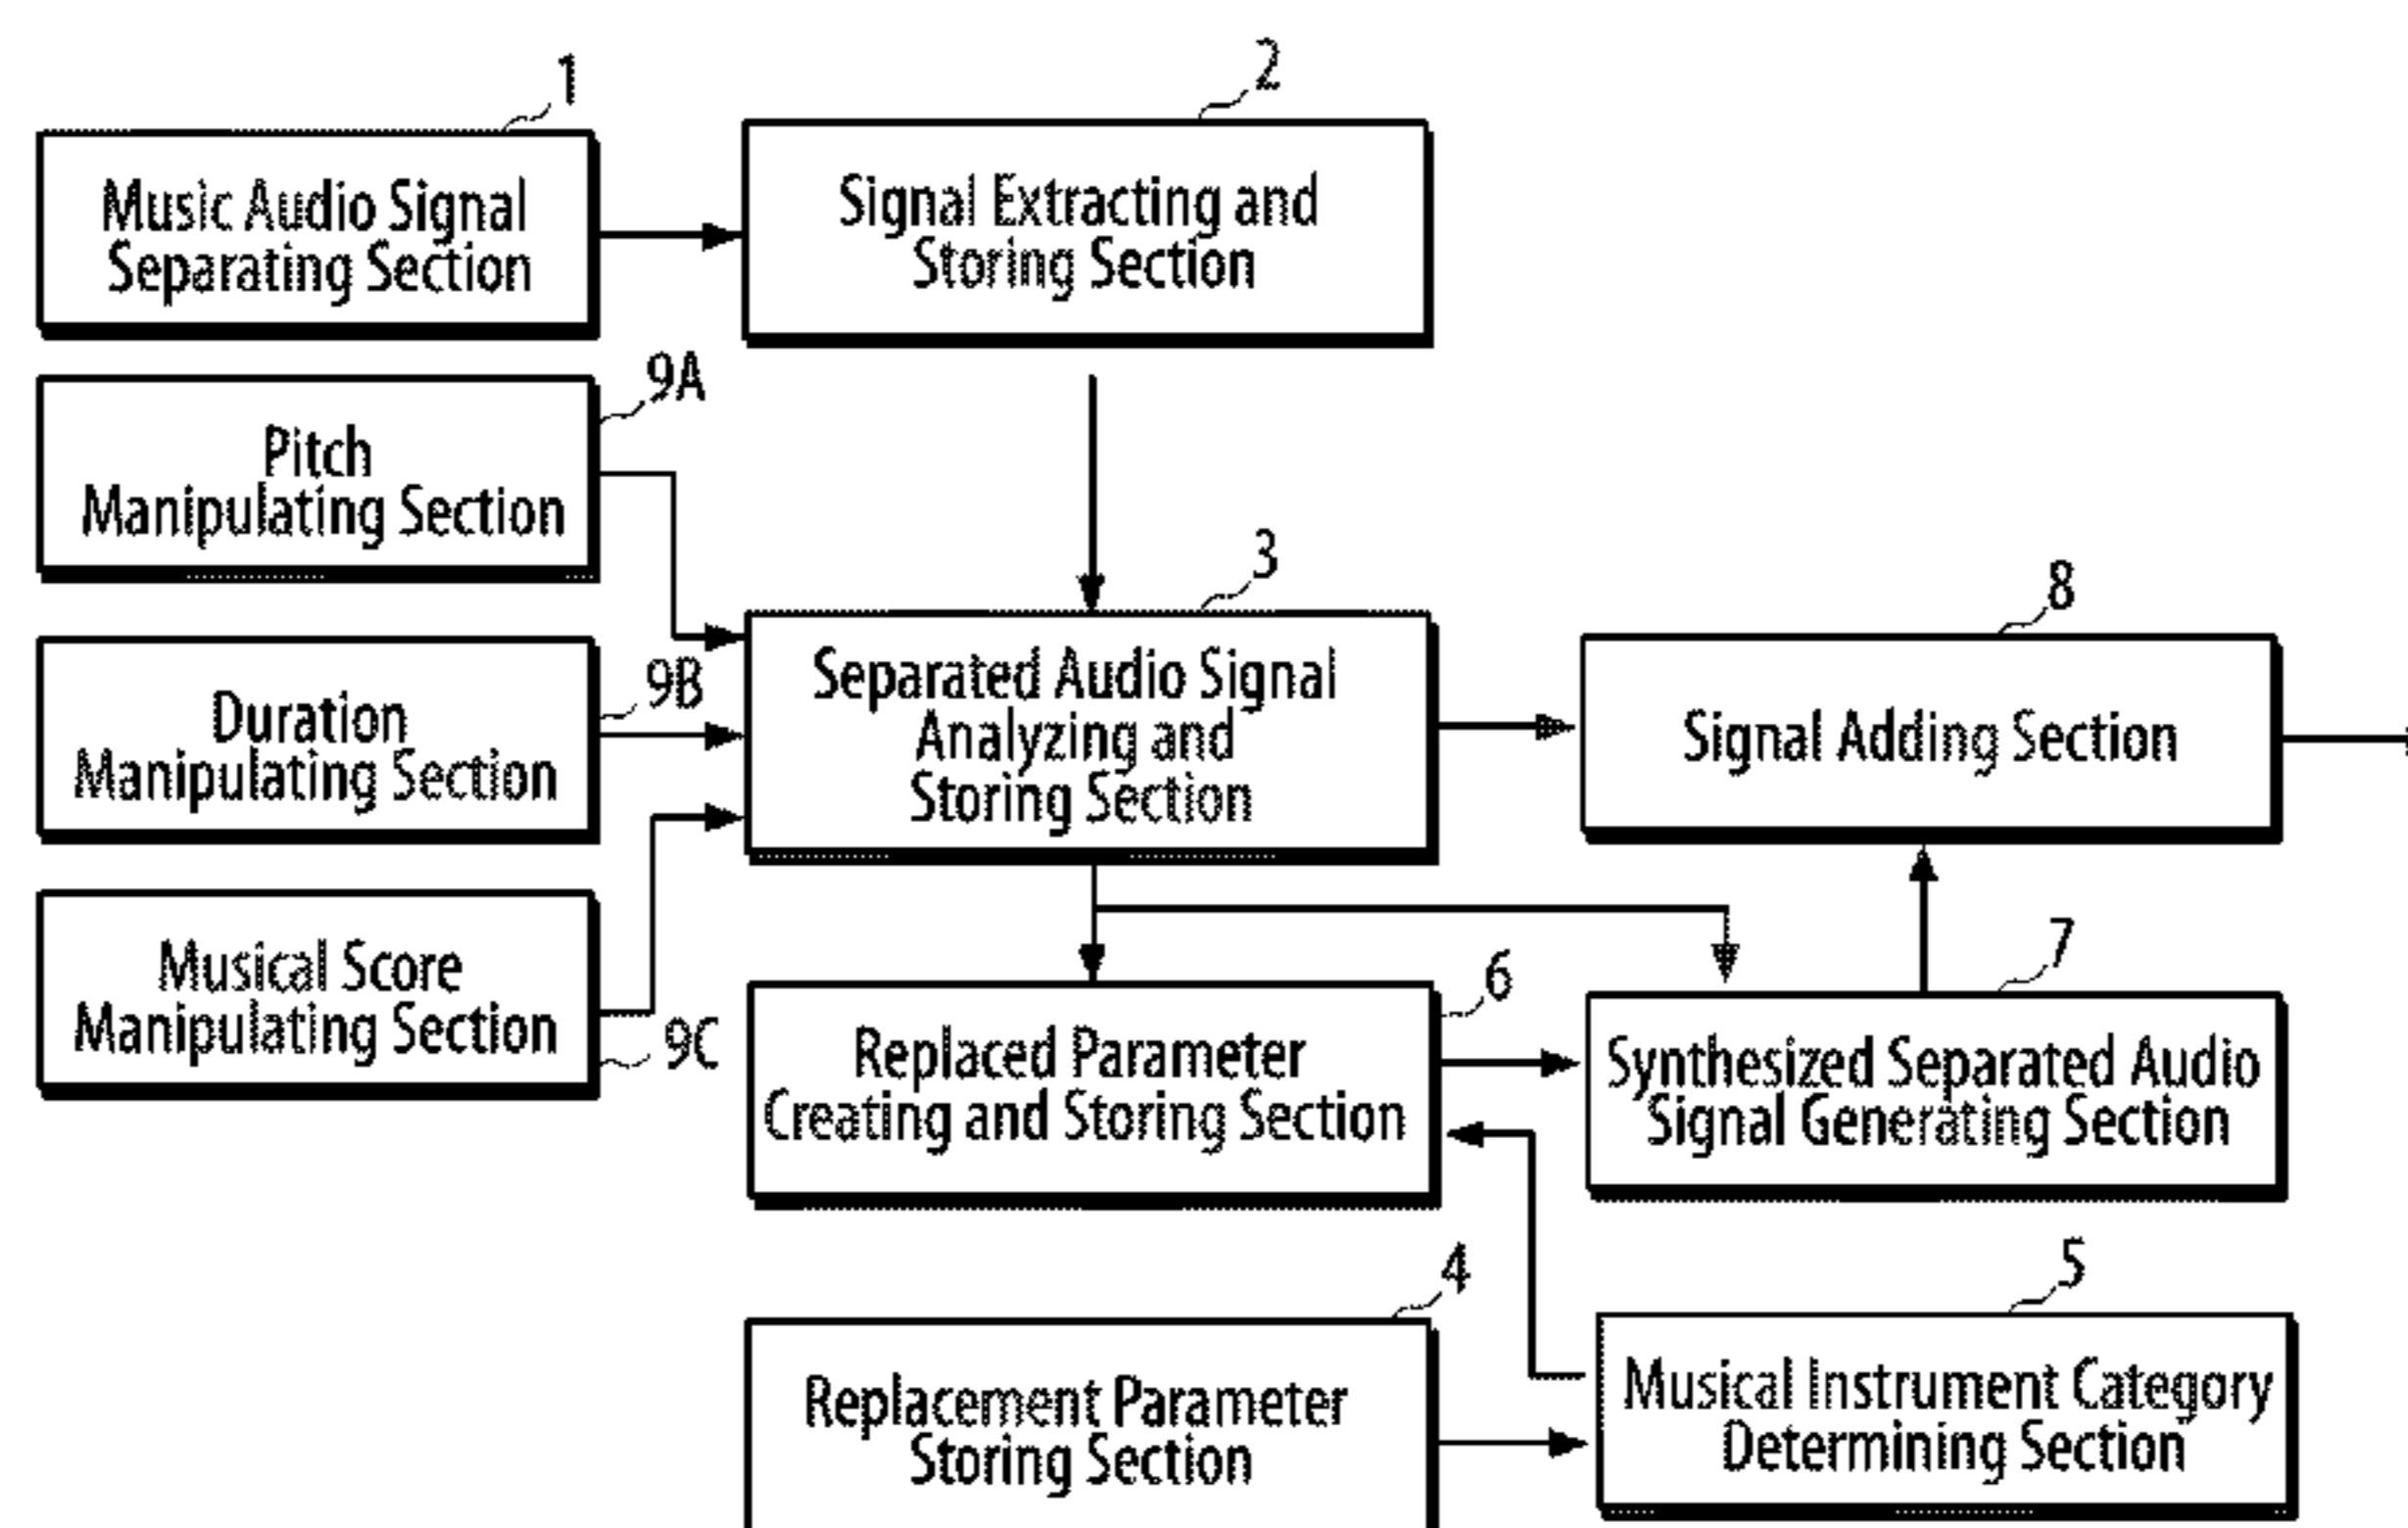 1
Music Audio Signal
Separating Section
2
Signal Extracting and
Storing Section
9A
Pitch
Manipulating Section
3
Separated Audio Signal
Analyzing and
Storing Section
8
Signal Adding Section
9B
Duration
Manipulating Section
Musical Score
Manipulating Section
9C
6
Replaced Parameter
Creating and Storing Section
7
Synthesized Separated Audio
Signal Generating Section
4
Replacement Parameter
Storing Section
5
Musical Instrument Category
Determining Section